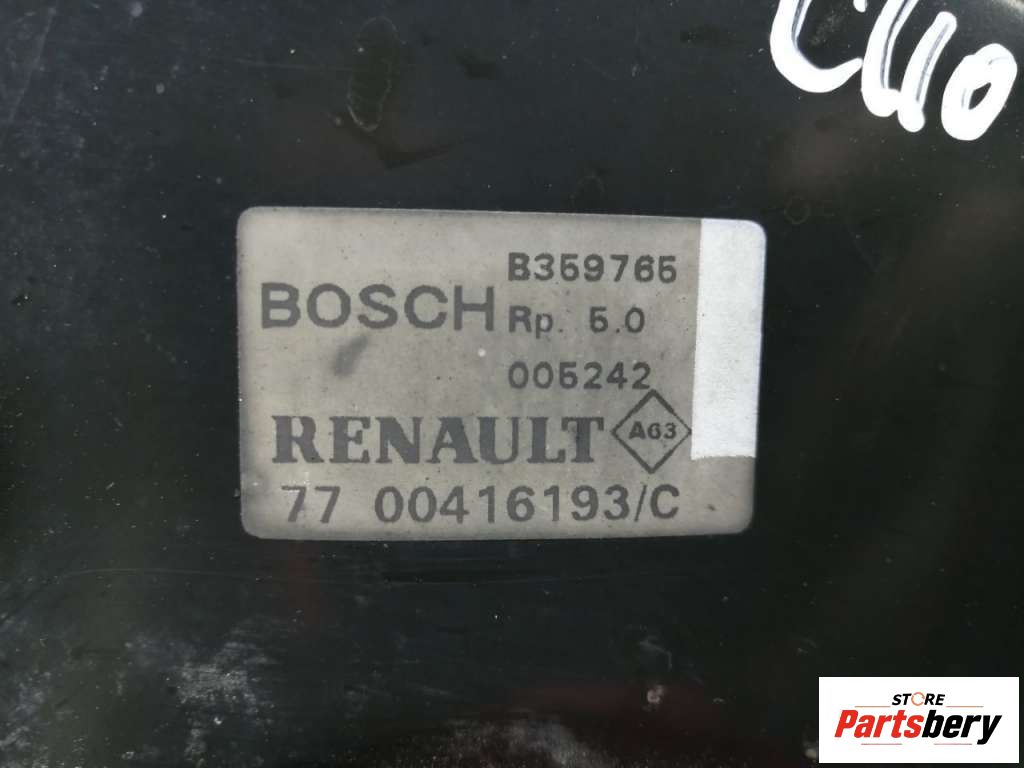 CLIO
B359765
BOSCH
Rp. 5.0
005242
RENAULT
A63
77 00416193/C
STORE
Partsbery